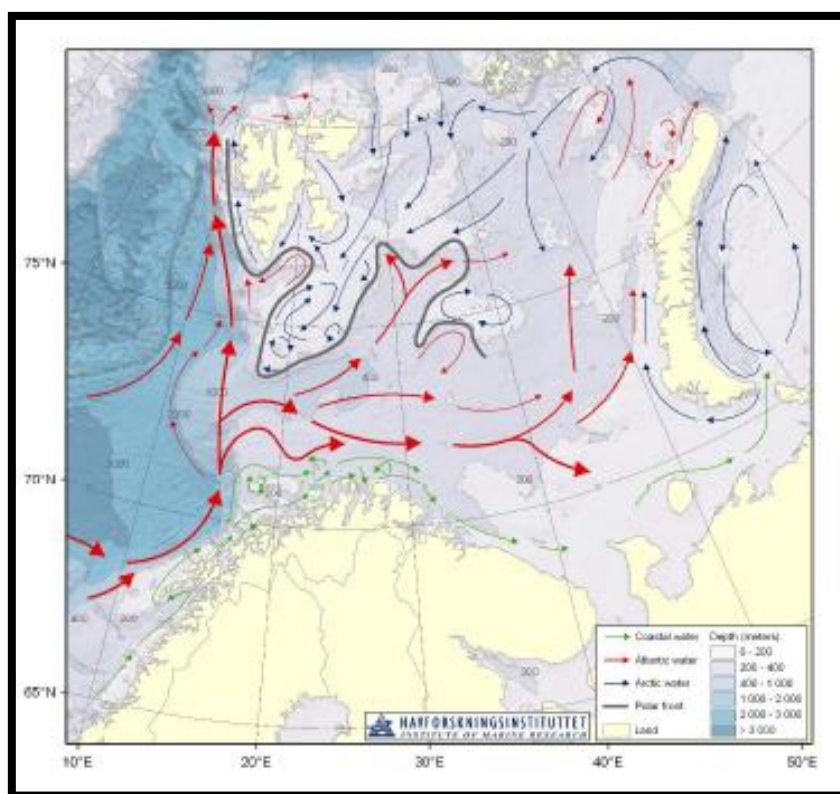 75°N
70°N
65°N
10°E
20°E
30°E
40°E
50°E
Coastal water
Atlantic water
Arctic water
Polar front
Land
Depth (meters)
0 - 200
200 - 400
400 - 1 000
1 000 - 2 000
2 000 - 3 000
> 3 000
HAVFORSKNINGSINSTITUTTET
INSTITUTE OF MARINE RESEARCH